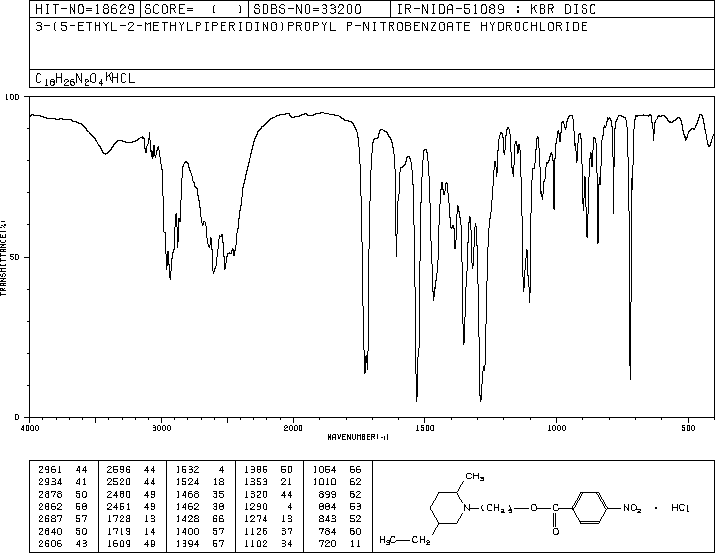 HIT-NO=18629 SCORE= ( ) SDBS-NO=33200 IR-NIDA-51089 : KBR DISC
3-(5-ETHYL-2-METHYLPIPERIDINO)PROPYL P-NITROBENZOATE HYDROCHLORIDE
C18H26N2O4KHCL
100
50
0
TRANSMITTANCE(%)
4000 3000 2000 1500 1000 500
WAVENUMBER(-1)
2961 44 2596 44 1532 4 1386 50 1054 66
2934 41 2520 44 1524 18 1353 21 1010 62
2878 50 2480 49 1468 35 1320 44 899 62
2862 58 2451 49 1462 38 1290 4 884 53
2687 57 1728 13 1428 66 1274 13 843 52
2640 50 1719 14 1400 57 1126 37 784 60
2606 43 1609 49 1394 57 1102 34 720 11
CH3
N—(CH2)3—O—C
O
NO2 · HCl
H3C—CH2